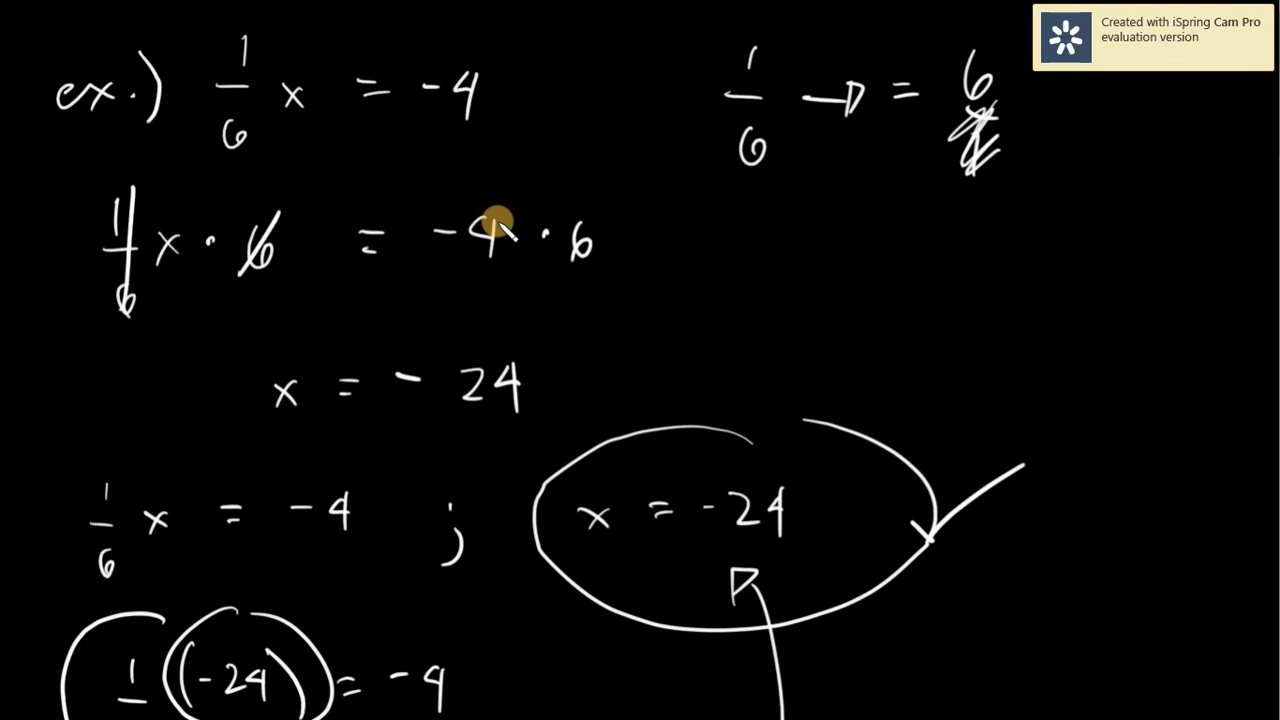 ex.) 1/6 x = -4
1/6 → = 6
1/6 x · 6 = -4 · 6
x = - 24
1/6 x = -4 ; x = -24
1 (-24) = -4
Created with iSpring Cam Pro
evaluation version